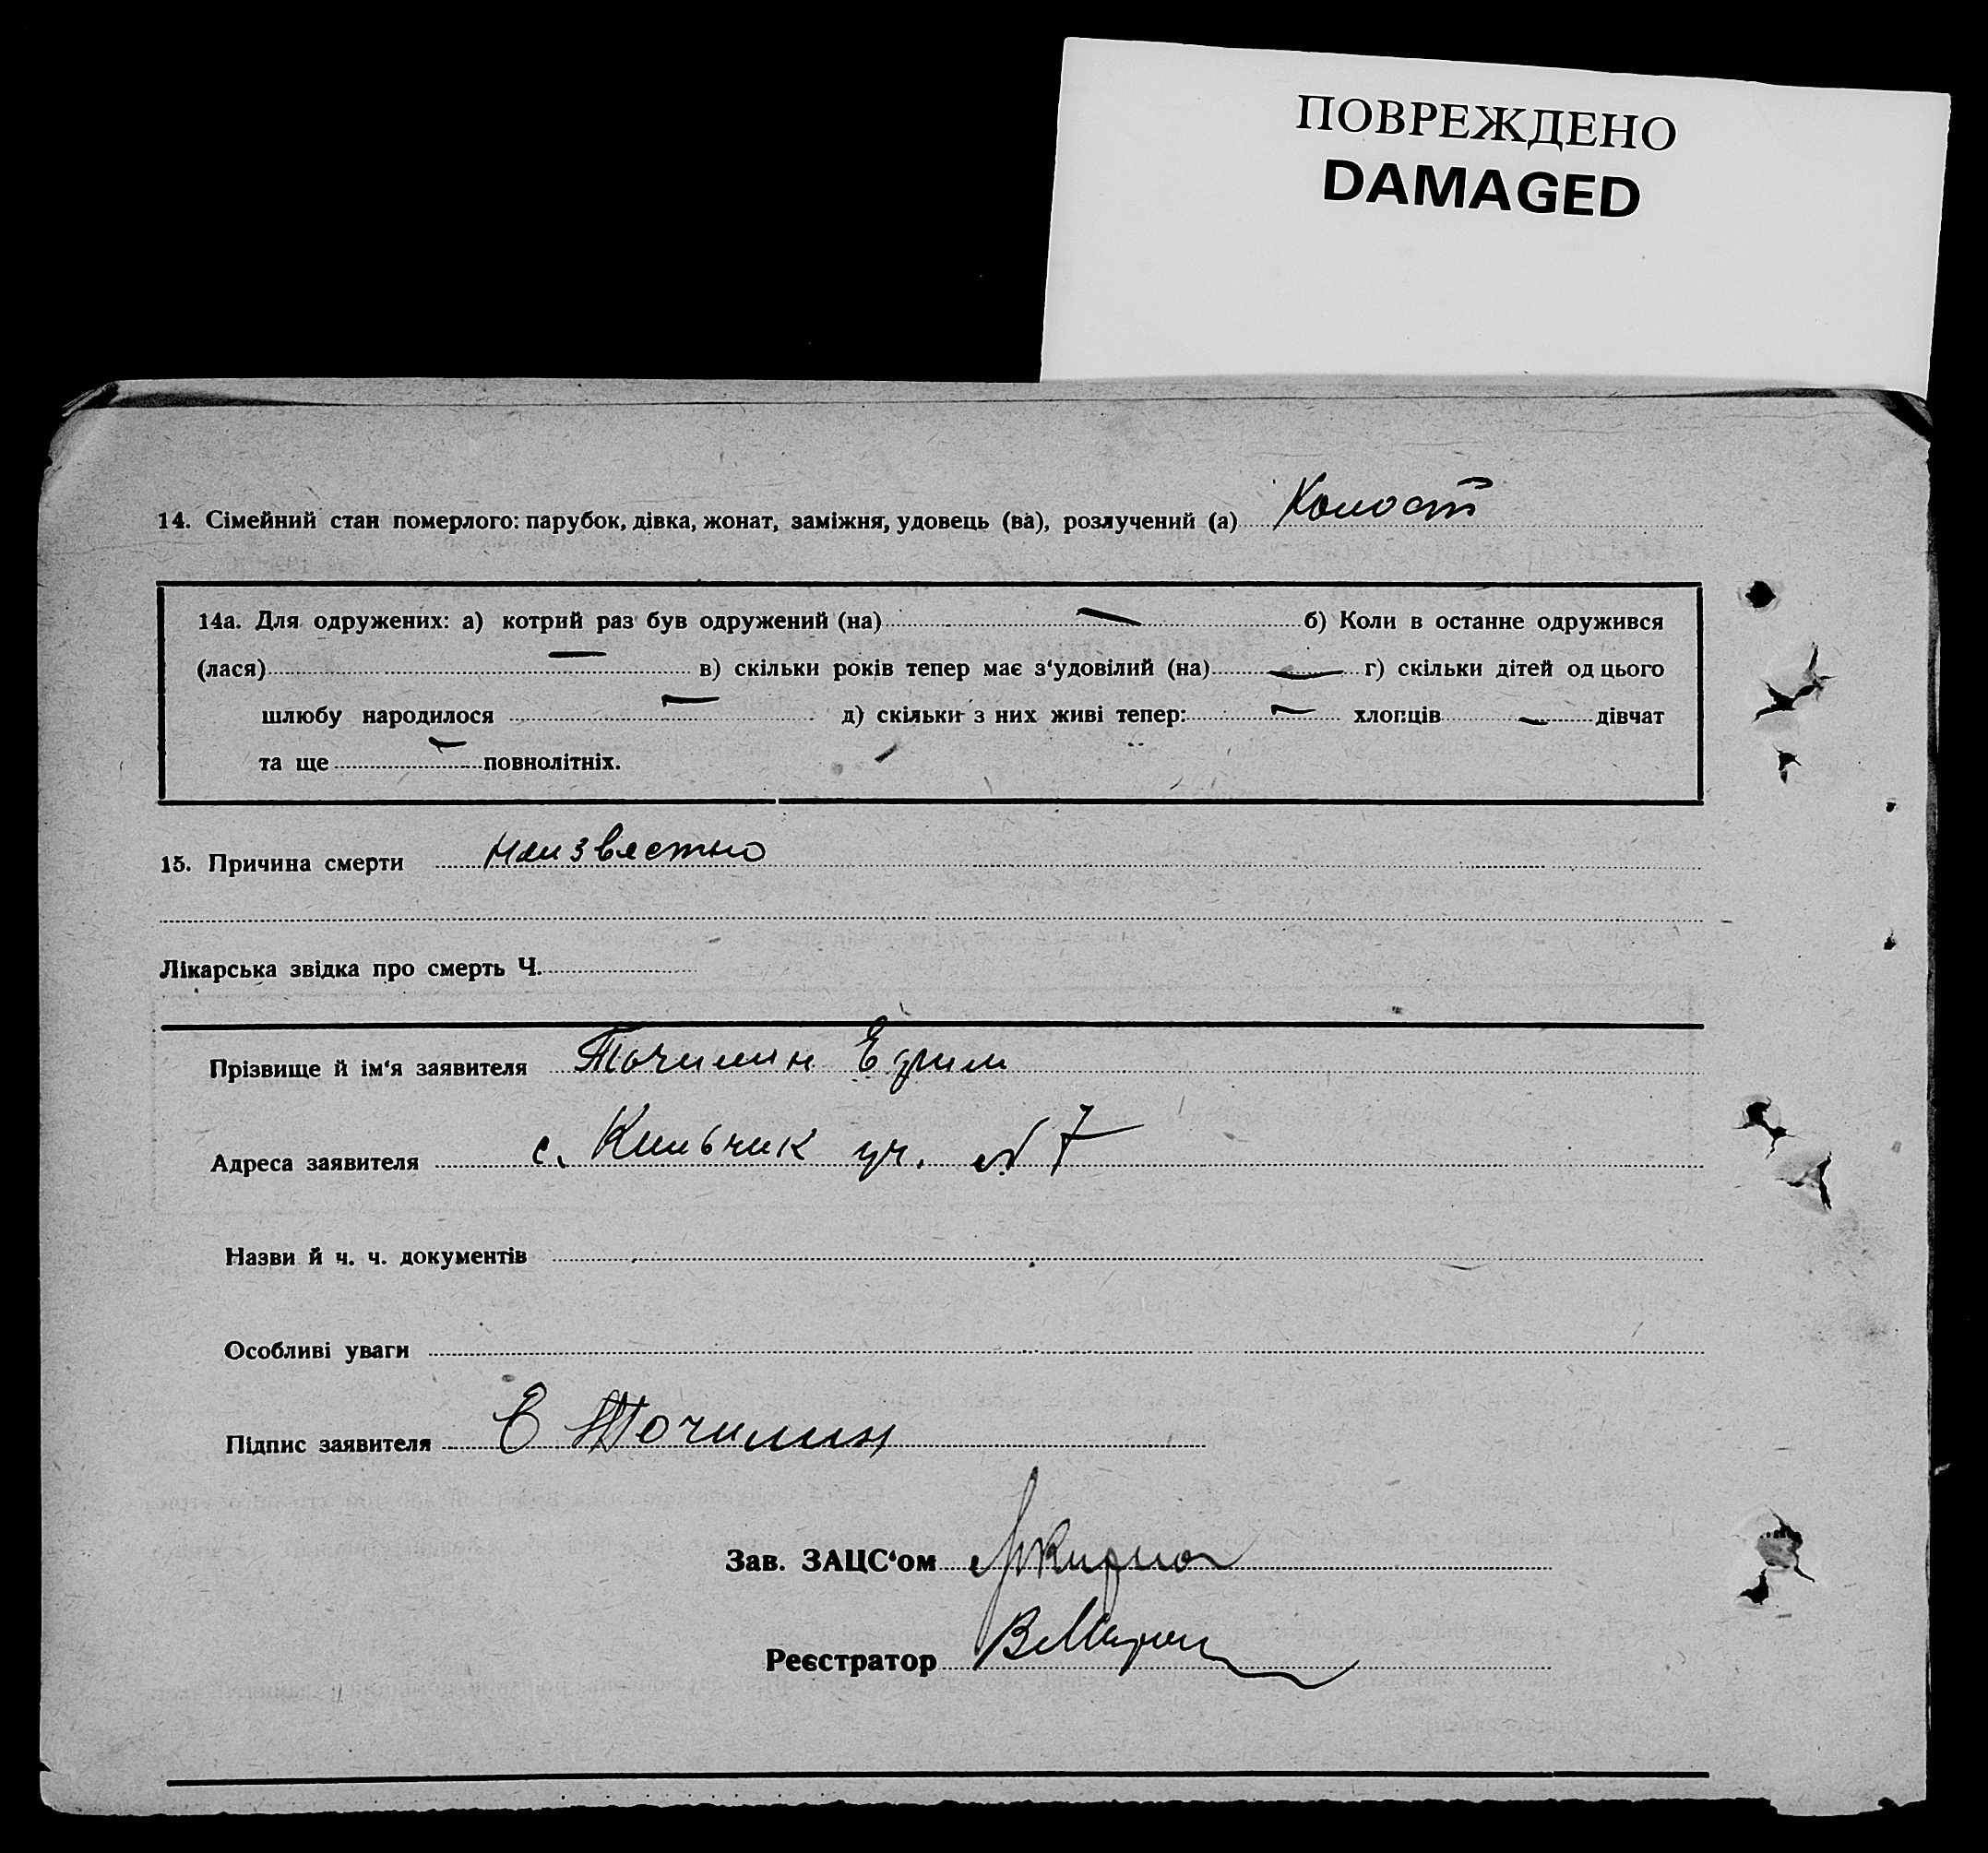 ПОВРЕЖДЕНО
DAMAGED
14. Сімейний стан померлого: парубок, дівка, жонат, заміжня, удовець (ва), розлучений (а) Холост
14а. Для одружених: а) котрий раз був одружений (на) — б) Коли в останне одружився
(лася) — в) скільки років тепер має з‘удовілий (на) — г) скільки дітей од цього
шлюбу народилося — д) скільки з них живі тепер: — хлопців — дівчат
та ще — повнолітніх.
15. Причина смерти неизвестно
Лікарська звідка про смерть Ч.
Прізвище й ім‘я заявителя Точилин Ефим
Адреса заявителя с. Кильчик уч. № 7
Назви й ч. ч. документів
Особливі уваги
Підпис заявителя Е Точилин
Зав. ЗАЦС‘ом
Реєстратор